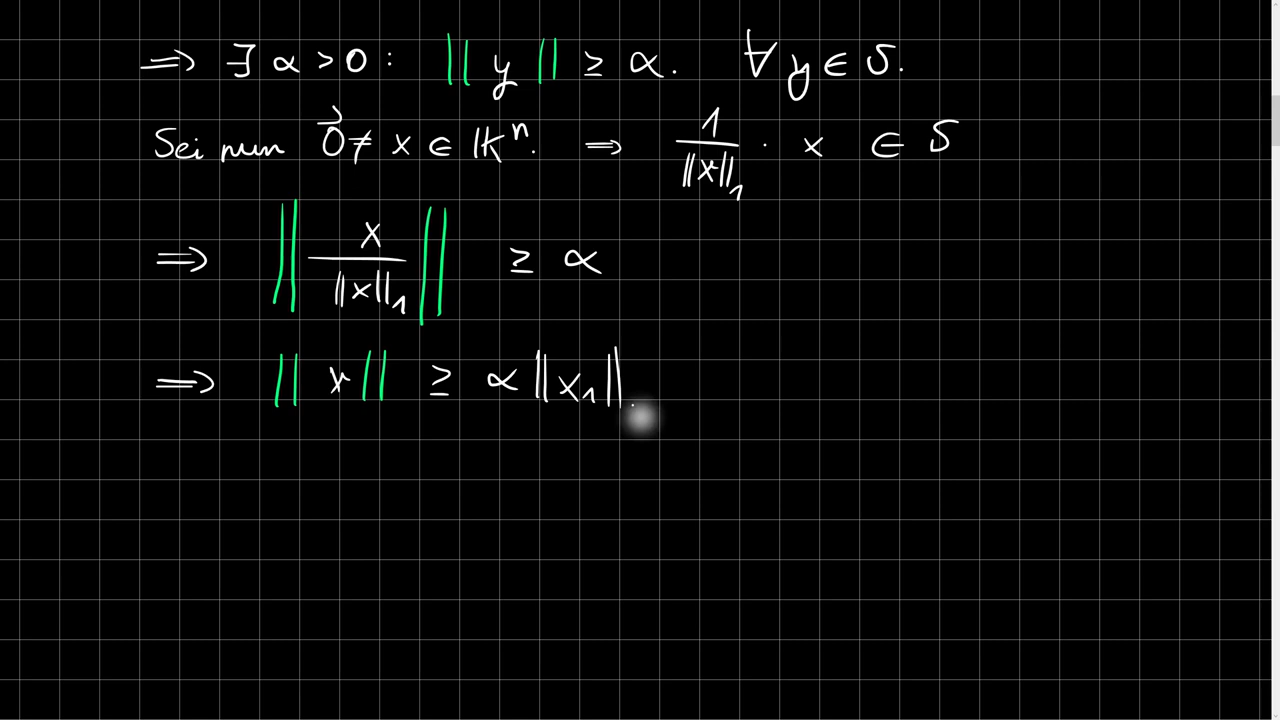 ⇒ ∃ α > 0 : || y || ≥ α. ∀ y ∈ S.
Sei nun 0⃗ ≠ x ∈ 𝕂ⁿ. ⇒ 1/||x||₁ · x ∈ S
⇒ || x/||x||₁ || ≥ α
⇒ || x || ≥ α ||x₁||.